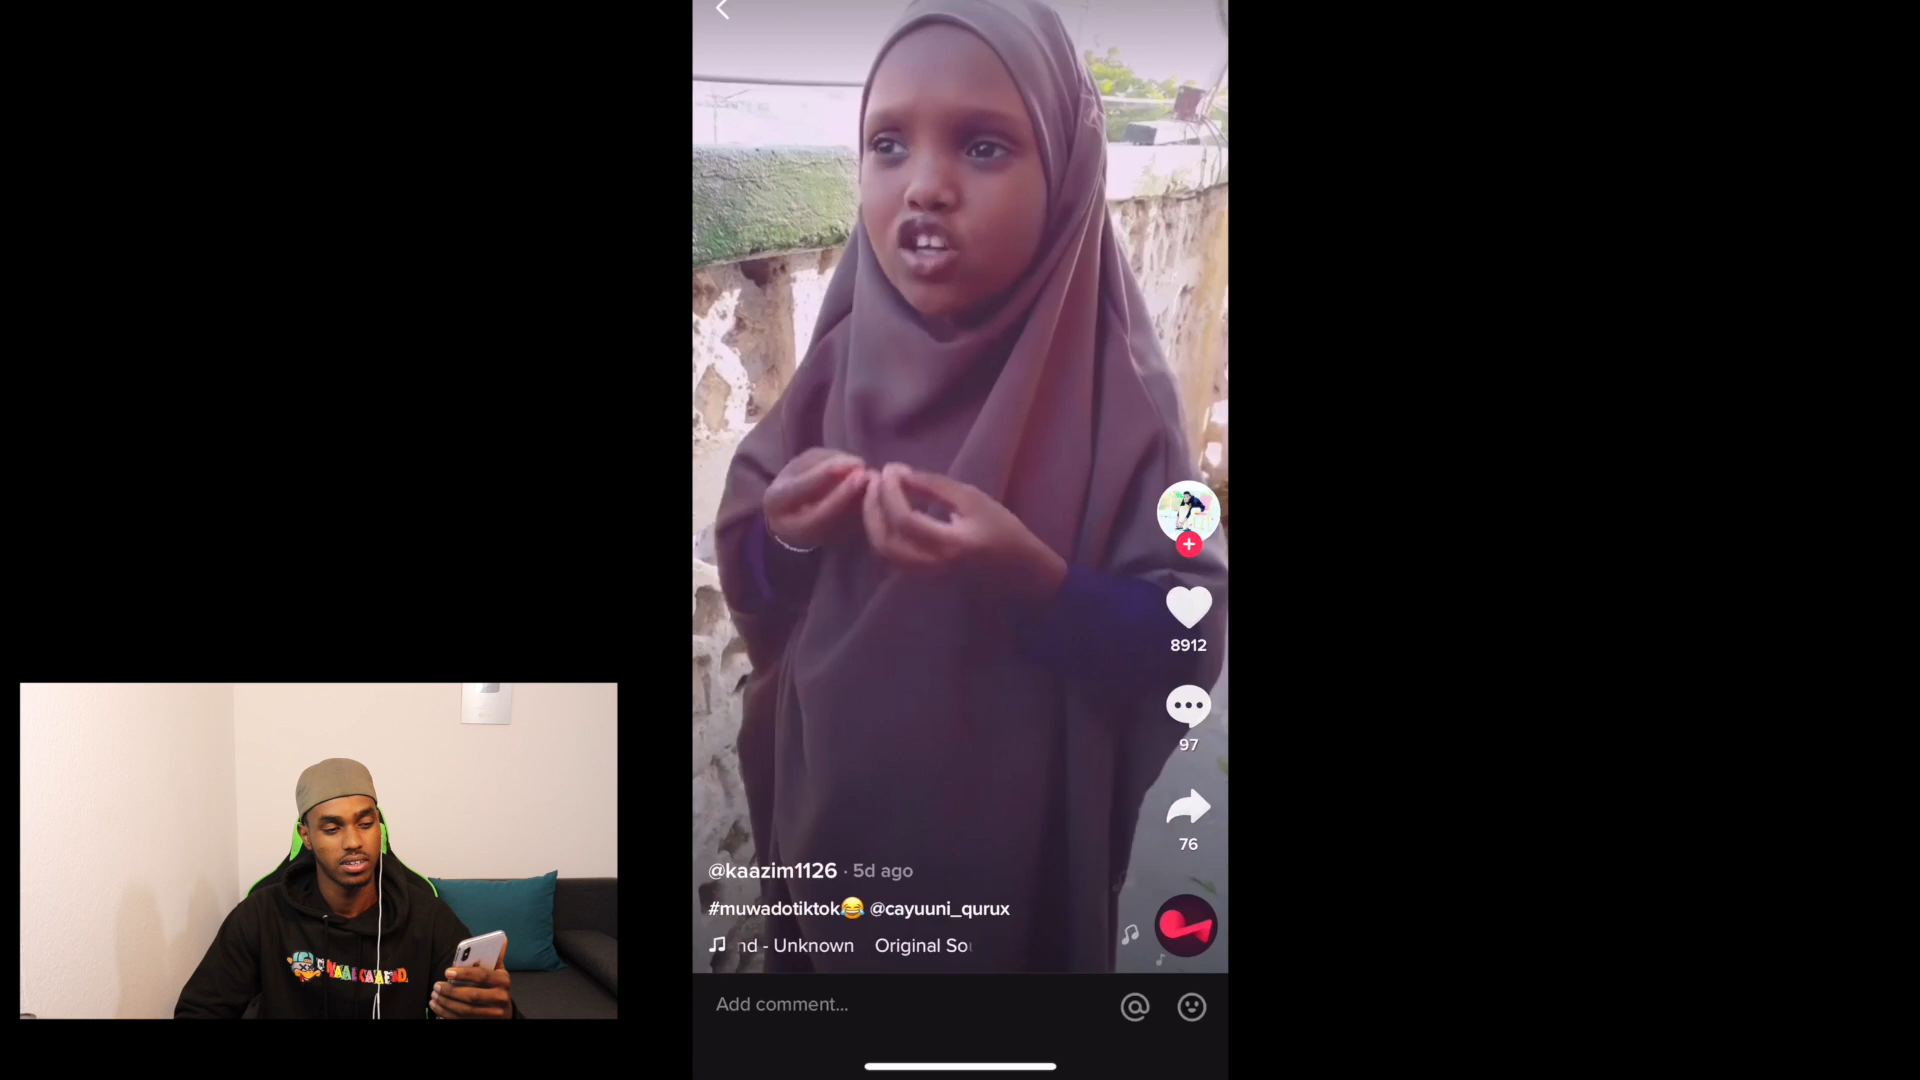 8912
97
76
@kaazim1126 · 5d ago
#muwadotiktok😂 @cayuuni_qurux
nd - Unknown Original So
Add comment...